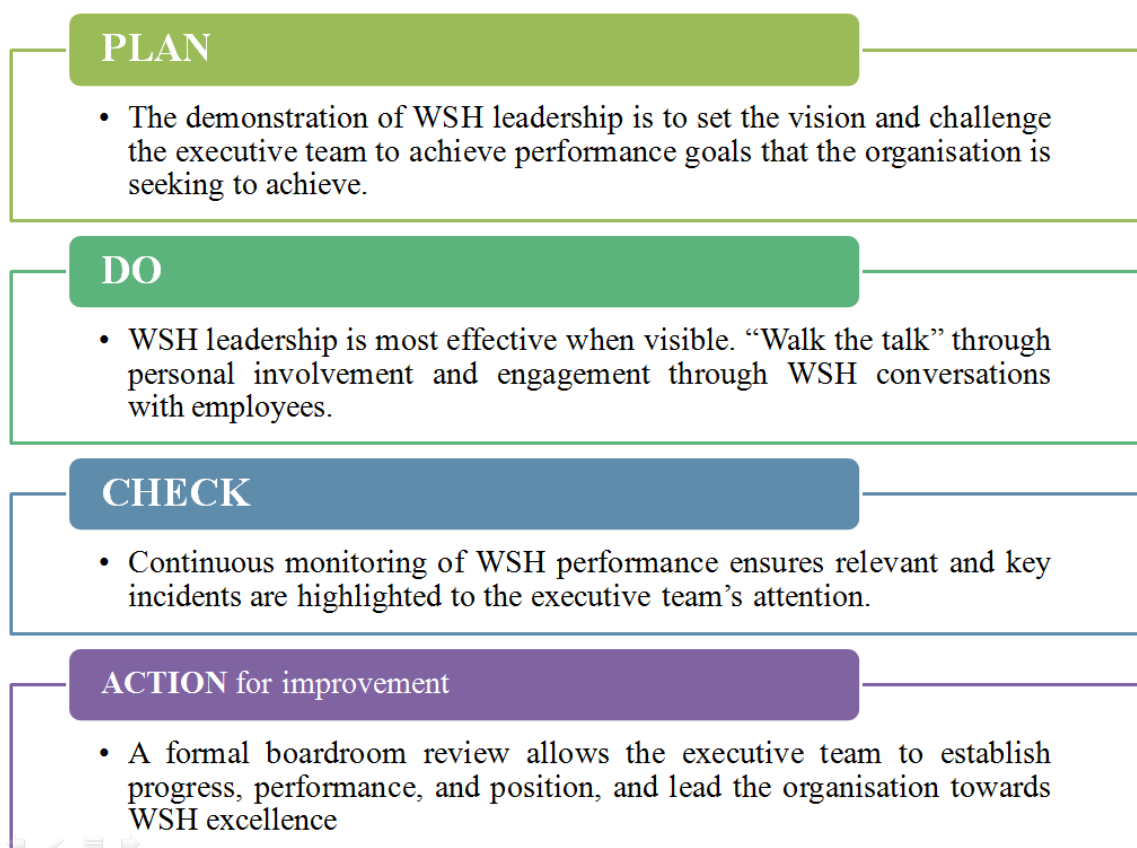 PLAN
• The demonstration of WSH leadership is to set the vision and challenge
the executive team to achieve performance goals that the organisation is
seeking to achieve.
DO
• WSH leadership is most effective when visible. “Walk the talk” through
personal involvement and engagement through WSH conversations
with employees.
CHECK
• Continuous monitoring of WSH performance ensures relevant and key
incidents are highlighted to the executive team’s attention.
ACTION for improvement
• A formal boardroom review allows the executive team to establish
progress, performance, and position, and lead the organisation towards
WSH excellence